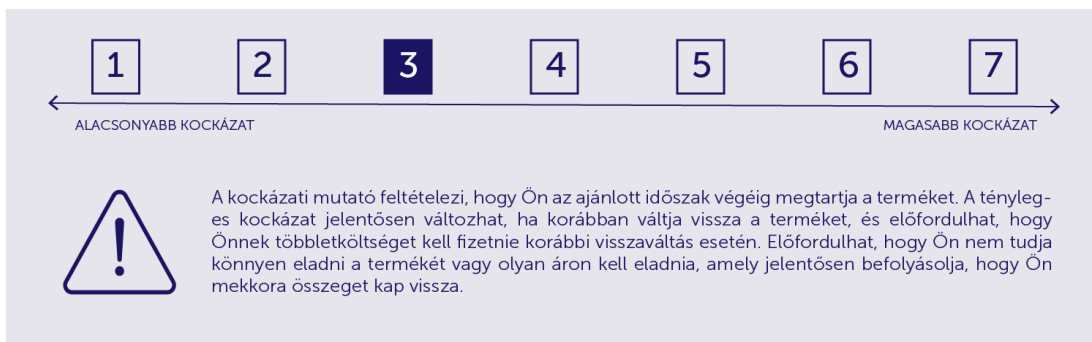 1 2 3 4 5 6 7
ALACSONYABB KOCKÁZAT MAGASABB KOCKÁZAT
A kockázati mutató feltételezi, hogy Ön az ajánlott időszak végéig megtartja a terméket. A tényleg-
es kockázat jelentősen változhat, ha korábban váltja vissza a terméket, és előfordulhat, hogy
Önnek többletköltséget kell fizetnie korábbi visszaváltás esetén. Előfordulhat, hogy Ön nem tudja
könnyen eladni a termékét vagy olyan áron kell eladnia, amely jelentősen befolyásolja, hogy Ön
mekkora összeget kap vissza.